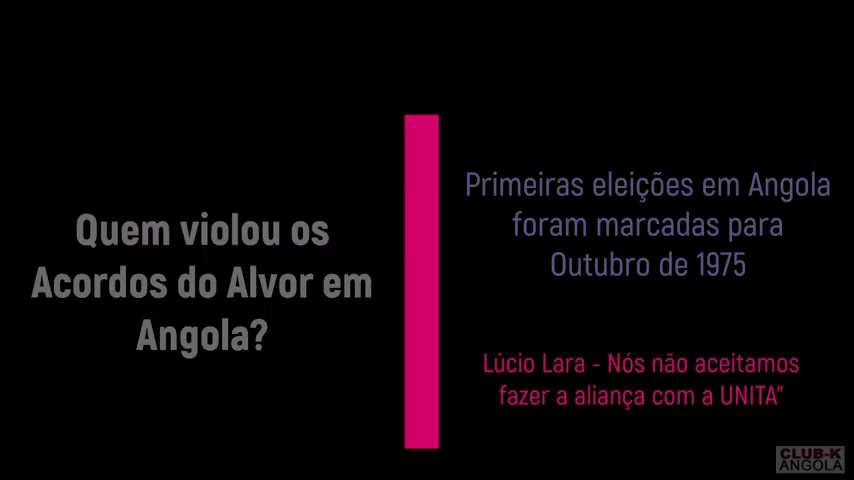 Quem violou os
Acordos do Alvor em
Angola?
Primeiras eleições em Angola
foram marcadas para
Outubro de 1975
Lúcio Lara - Nós não aceitamos
fazer a aliança com a UNITA”
CLUB-K
ANGOLA